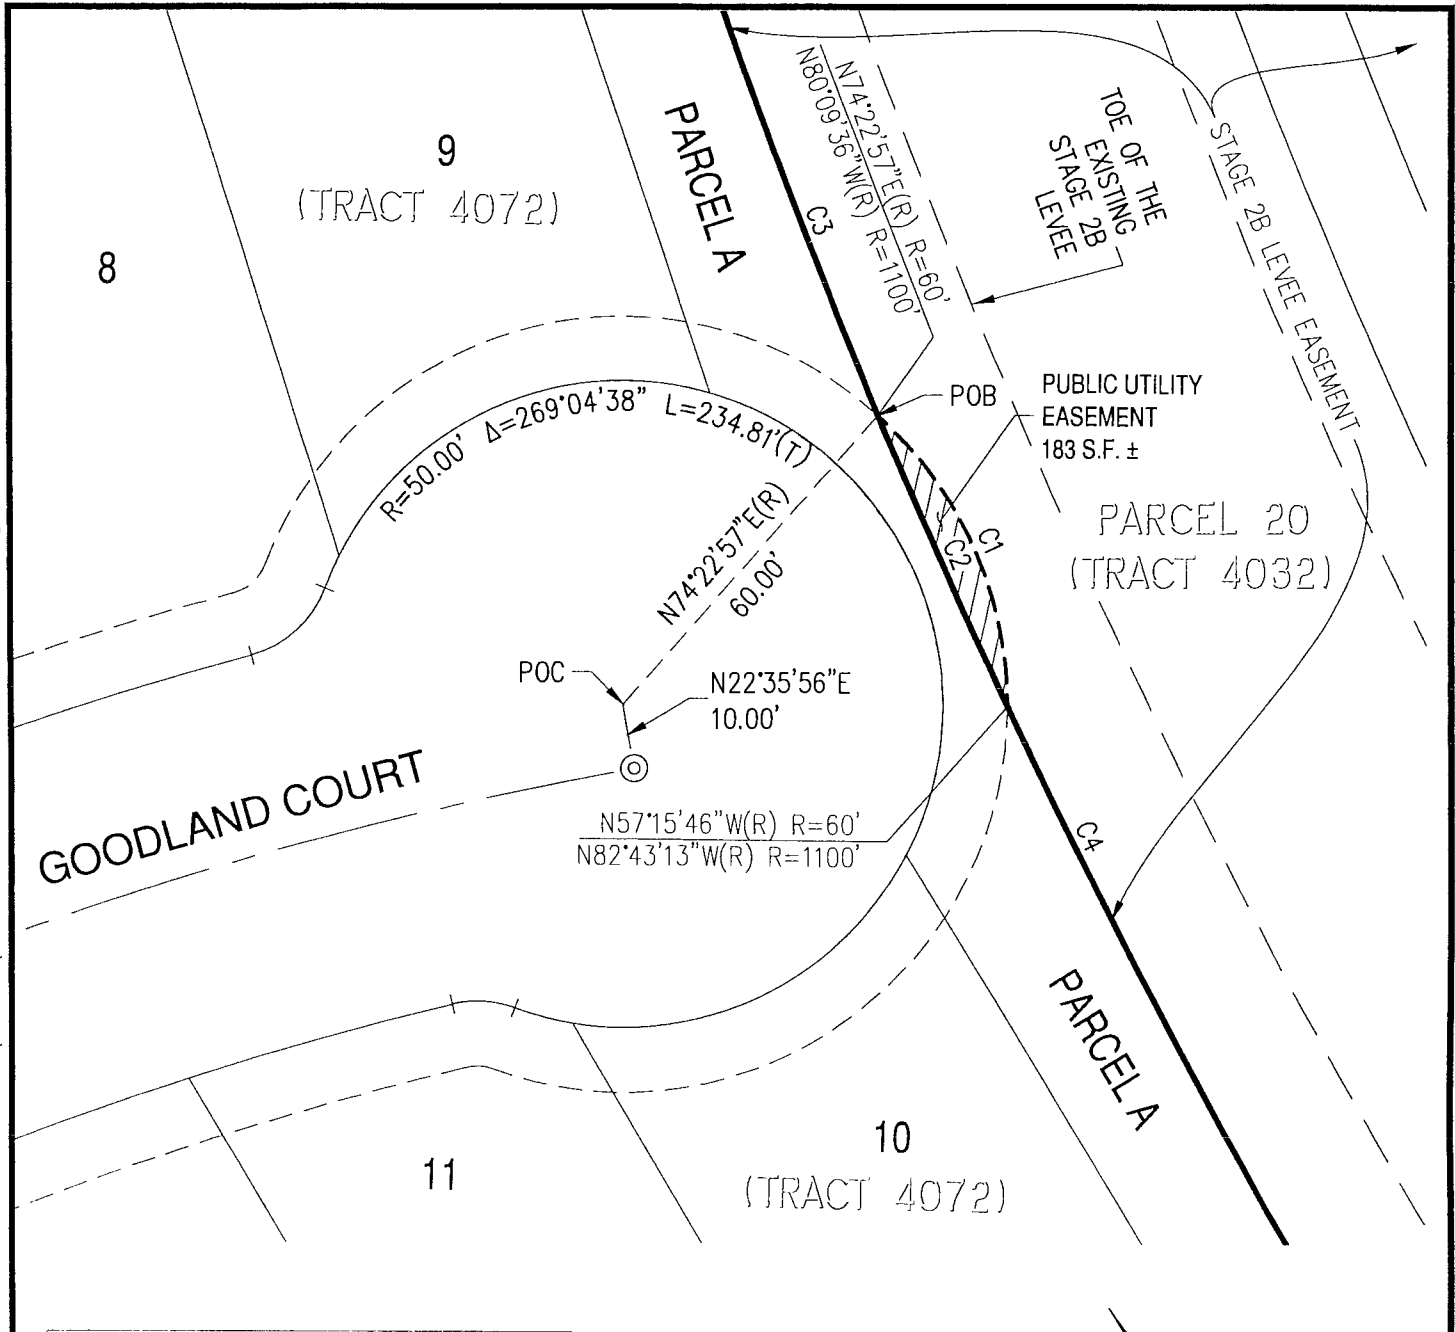 9
(TRACT 4072)
8
PARCEL A
C3
N74°22'57"E(R) R=60'
N80°09'36"W(R) R=1100'
TOE OF THE
EXISTING
STAGE 2B
LEVEE
STAGE 2B LEVEE EASEMENT
POB
PUBLIC UTILITY
EASEMENT
183 S.F. ±
R=50.00' Δ=269°04'38" L=234.81'(T)
N74°22'57"E(R)
60.00'
C1
C2
PARCEL 20
(TRACT 4032)
POC
N22°35'56"E
10.00'
GOODLAND COURT
N57°15'46"W(R) R=60'
N82°43'13"W(R) R=1100'
C4
PARCEL A
10
(TRACT 4072)
11